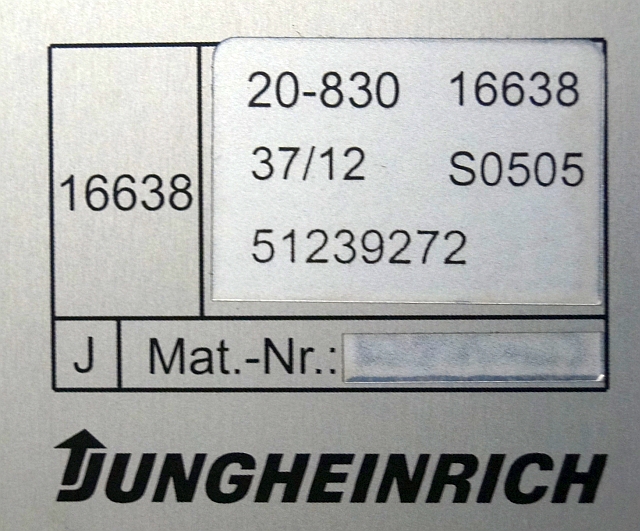 16638
20-830 16638
37/12 S0505
51239272
J Mat.-Nr.:
JUNGHEINRICH